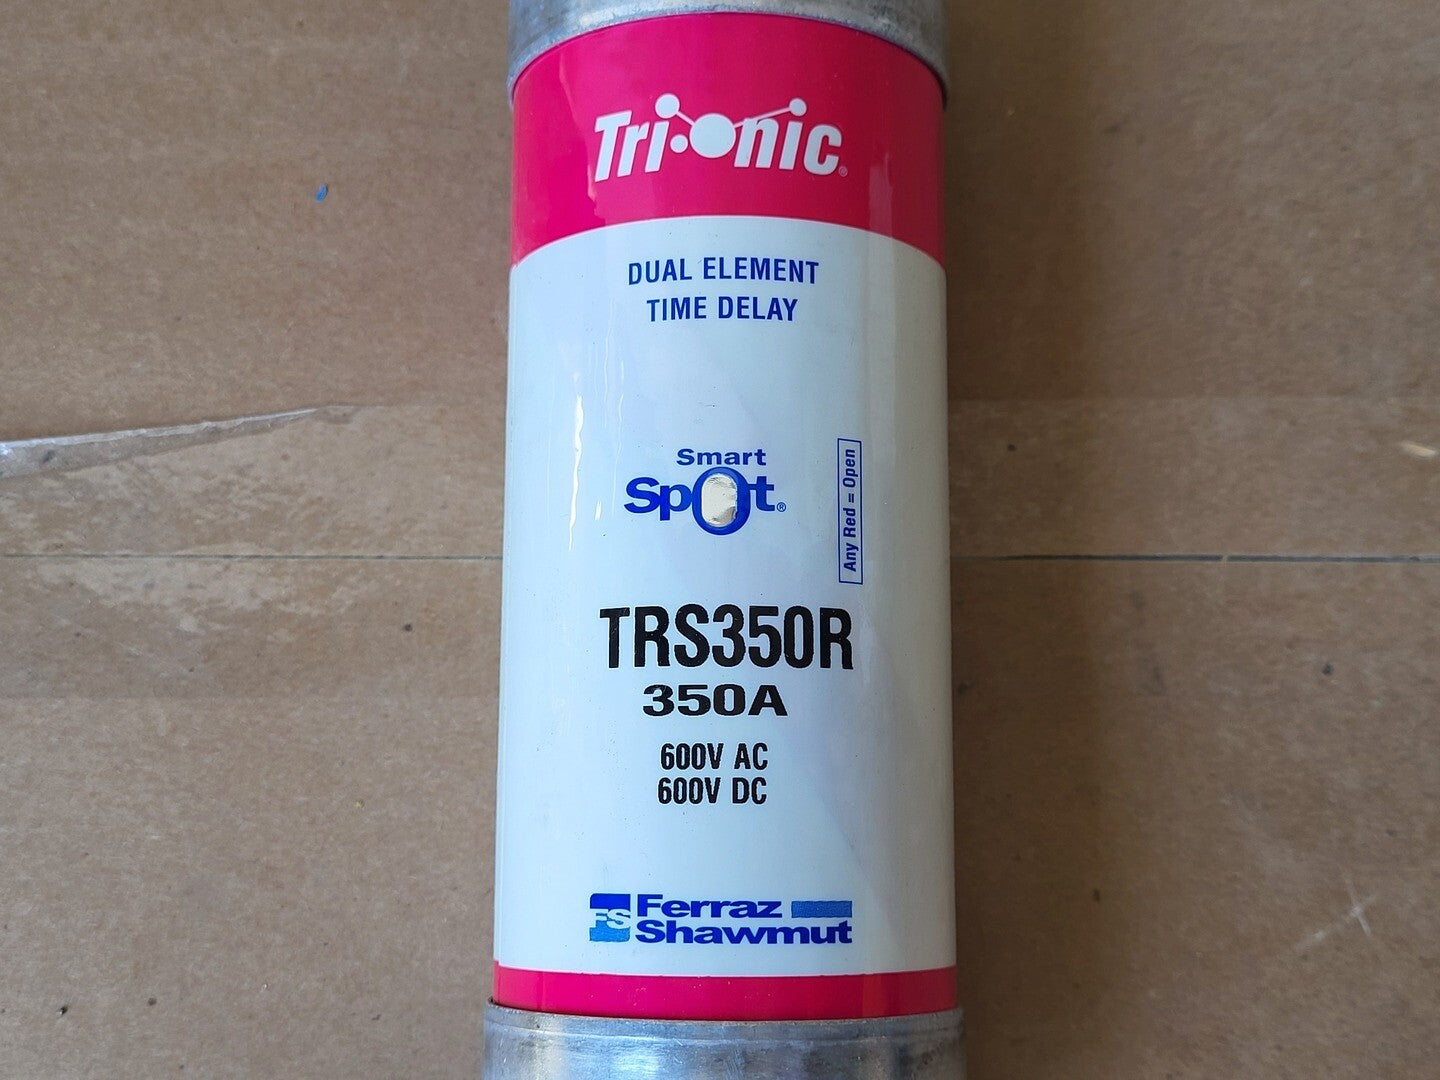 Tri-onic®
DUAL ELEMENT
TIME DELAY
Smart
Spot®
Any Red = Open
TRS350R
350A
600V AC
600V DC
FS Ferraz
Shawmut